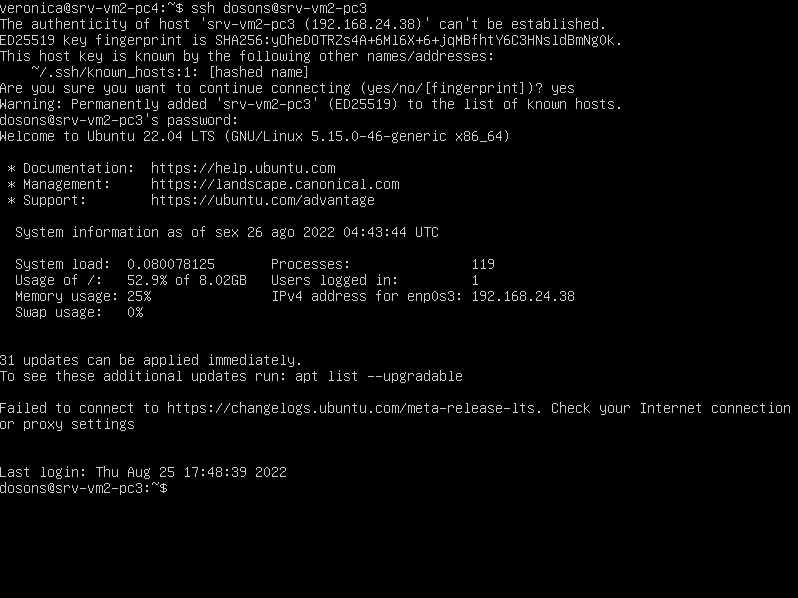 veronica@srv-vm2-pc4:~$ ssh dosons@srv-vm2-pc3
The authenticity of host 'srv-vm2-pc3 (192.168.24.38)' can't be established.
ED25519 key fingerprint is SHA256:yOheDOTRZs4A+6Ml6X+6+jqMBfhtY6C3HNsldBmNgOk.
This host key is known by the following other names/addresses:
    ~/.ssh/known_hosts:1: [hashed name]
Are you sure you want to continue connecting (yes/no/[fingerprint])? yes
Warning: Permanently added 'srv-vm2-pc3' (ED25519) to the list of known hosts.
dosons@srv-vm2-pc3's password:
Welcome to Ubuntu 22.04 LTS (GNU/Linux 5.15.0-46-generic x86_64)

 * Documentation:  https://help.ubuntu.com
 * Management:     https://landscape.canonical.com
 * Support:        https://ubuntu.com/advantage

  System information as of sex 26 ago 2022 04:43:44 UTC

  System load:  0.080078125       Processes:               119
  Usage of /:   52.9% of 8.02GB   Users logged in:         1
  Memory usage: 25%               IPv4 address for enp0s3: 192.168.24.38
  Swap usage:   0%

31 updates can be applied immediately.
To see these additional updates run: apt list --upgradable

Failed to connect to https://changelogs.ubuntu.com/meta-release-lts. Check your Internet connection
or proxy settings

Last login: Thu Aug 25 17:48:39 2022
dosons@srv-vm2-pc3:~$